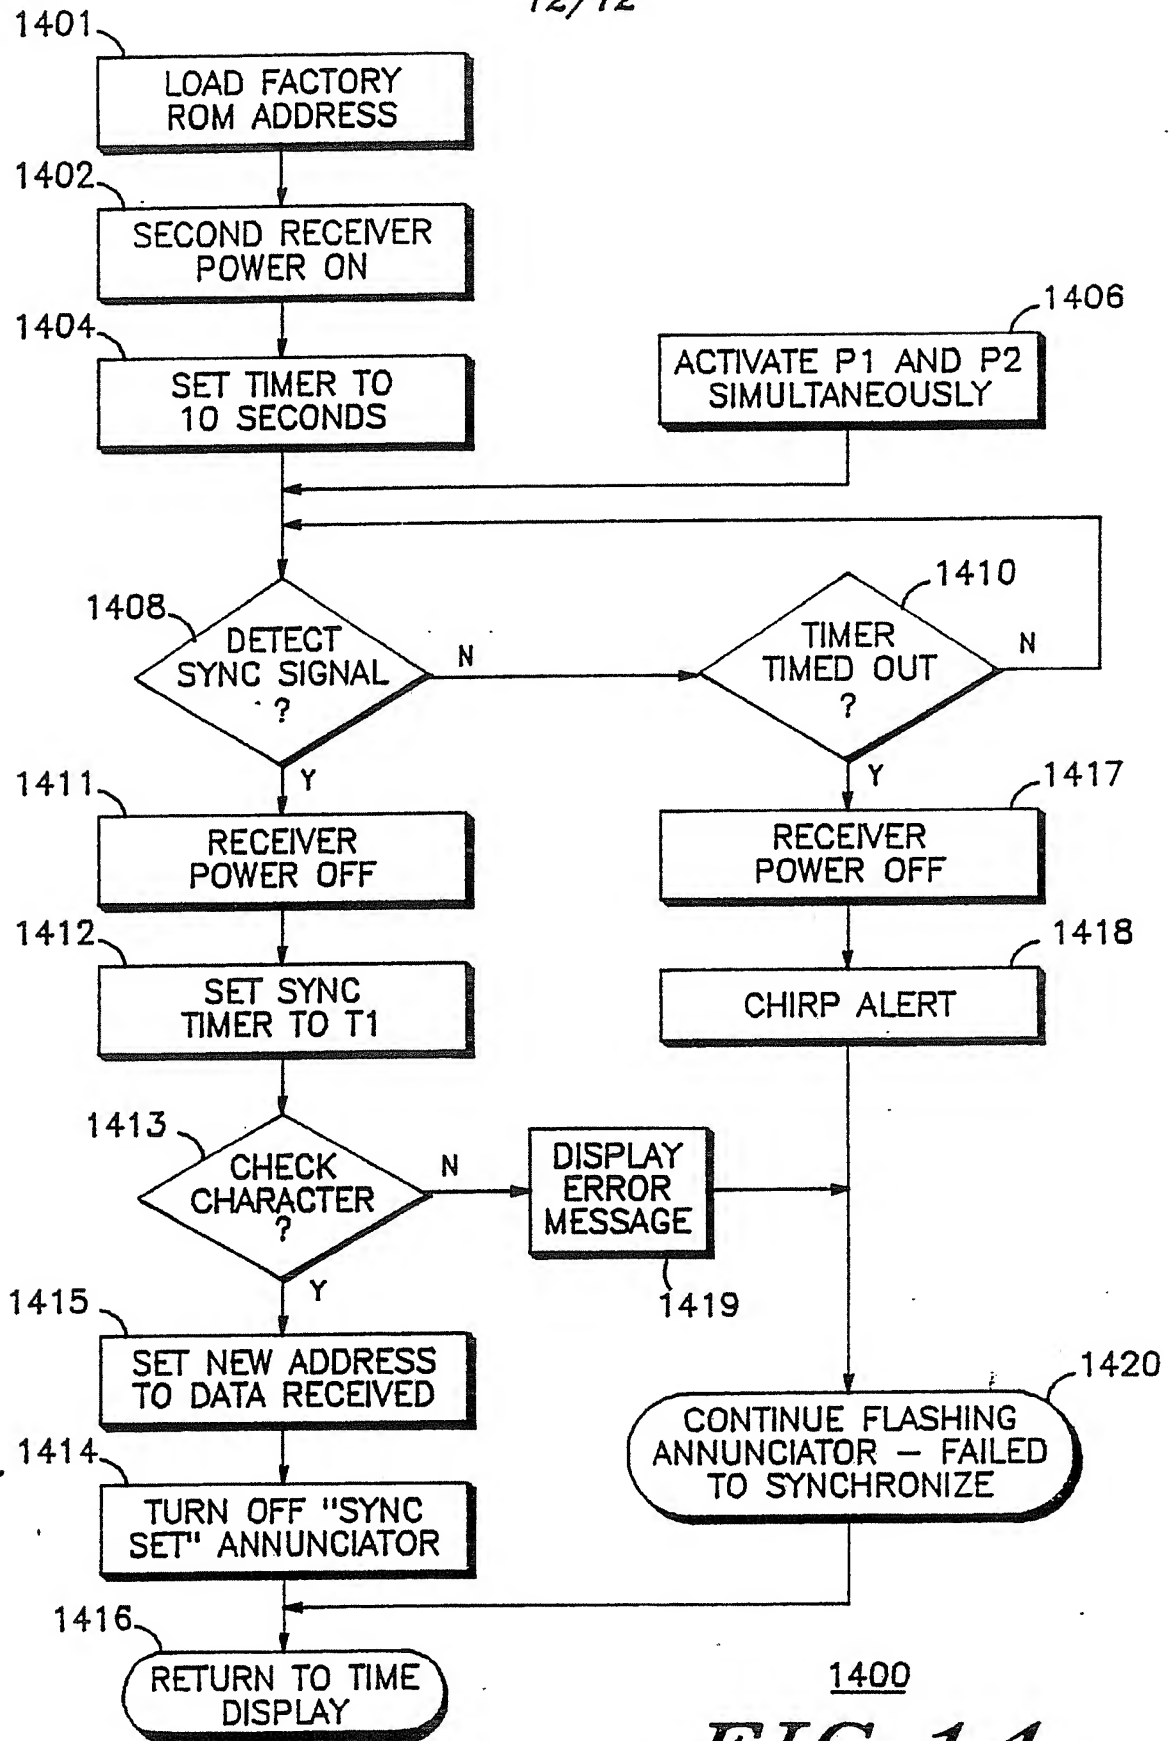 12/12
1401
LOAD FACTORY
ROM ADDRESS
1402
SECOND RECEIVER
POWER ON
1404
SET TIMER TO
10 SECONDS
1406
ACTIVATE P1 AND P2
SIMULTANEOUSLY
1408
DETECT
SYNC SIGNAL
?
N
1410
TIMER
TIMED OUT
?
N
Y
Y
1411
RECEIVER
POWER OFF
1417
RECEIVER
POWER OFF
1412
SET SYNC
TIMER TO T1
1418
CHIRP ALERT
1413
CHECK
CHARACTER
?
N
DISPLAY
ERROR
MESSAGE
1419
Y
1415
SET NEW ADDRESS
TO DATA RECEIVED
1420
CONTINUE FLASHING
ANNUNCIATOR – FAILED
TO SYNCHRONIZE
1414
TURN OFF "SYNC
SET" ANNUNCIATOR
1416
RETURN TO TIME
DISPLAY
1400
FIG. 14